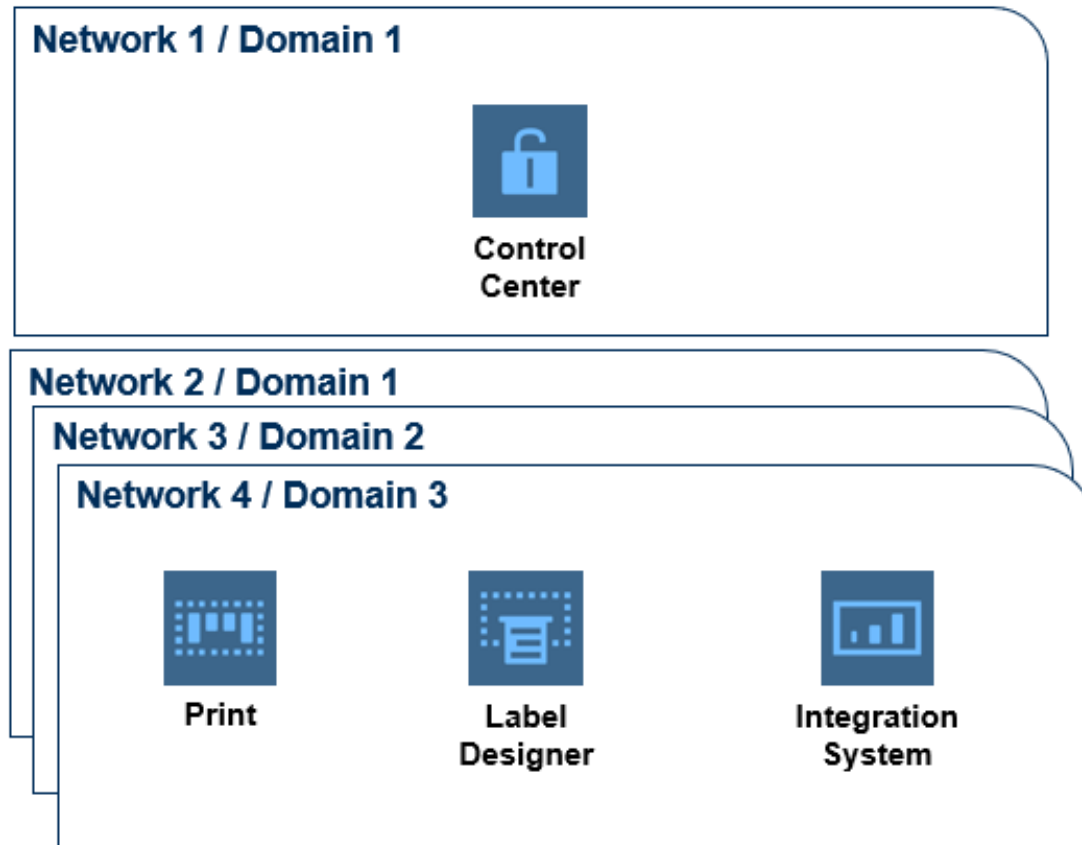 Network 1 / Domain 1
Control
Center
Network 2 / Domain 1
Network 3 / Domain 2
Network 4 / Domain 3
Print
Label
Designer
Integration
System